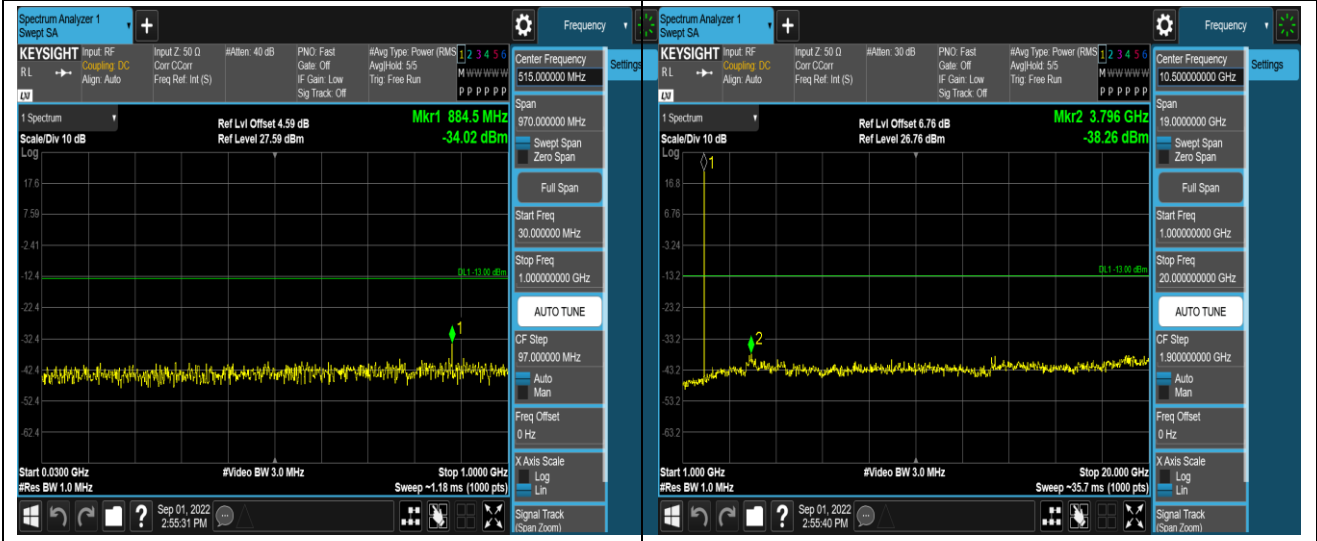 Spectrum Analyzer 1
Swept SA
Frequency
KEYSIGHT
RL
LXI
Input: RF
Coupling: DC
Align: Auto
Input Z: 50 Ω
Corr CCorr
Freq Ref: Int (S)
#Atten: 40 dB
PNO: Fast
Gate: Off
IF Gain: Low
Sig Track: Off
#Avg Type: Power (RMS
Avg|Hold: 5/5
Trig: Free Run
1 2 3 4 5 6
M W W W W W
P P P P P P
1 Spectrum
Scale/Div 10 dB
Log
Ref Lvl Offset 4.59 dB
Ref Level 27.59 dBm
Mkr1 884.5 MHz
-34.02 dBm
17.6
7.59
-2.41
-12.4
-22.4
-32.4
-42.4
-52.4
-62.4
DL1 -13.00 dBm
1
Start 0.0300 GHz
#Res BW 1.0 MHz
#Video BW 3.0 MHz
Stop 1.0000 GHz
Sweep ~1.18 ms (1000 pts)
Center Frequency
515.000000 MHz
Span
970.000000 MHz
Swept Span
Zero Span
Full Span
Start Freq
30.000000 MHz
Stop Freq
1.000000000 GHz
AUTO TUNE
CF Step
97.000000 MHz
Auto
Man
Freq Offset
0 Hz
X Axis Scale
Log
Lin
Signal Track
(Span Zoom)
Settings
Sep 01, 2022
2:55:31 PM
Spectrum Analyzer 1
Swept SA
Frequency
KEYSIGHT
RL
LXI
Input: RF
Coupling: DC
Align: Auto
Input Z: 50 Ω
Corr CCorr
Freq Ref: Int (S)
#Atten: 30 dB
PNO: Fast
Gate: Off
IF Gain: Low
Sig Track: Off
#Avg Type: Power (RMS
Avg|Hold: 5/5
Trig: Free Run
1 2 3 4 5 6
M W W W W W
P P P P P P
1 Spectrum
Scale/Div 10 dB
Log
Ref Lvl Offset 6.76 dB
Ref Level 26.76 dBm
Mkr2 3.796 GHz
-38.26 dBm
1
16.8
6.76
-3.24
-13.2
-23.2
-33.2
-43.2
-53.2
-63.2
DL1 -13.00 dBm
2
Start 1.000 GHz
#Res BW 1.0 MHz
#Video BW 3.0 MHz
Stop 20.000 GHz
Sweep ~35.7 ms (1000 pts)
Center Frequency
10.500000000 GHz
Span
19.0000000 GHz
Swept Span
Zero Span
Full Span
Start Freq
1.000000000 GHz
Stop Freq
20.000000000 GHz
AUTO TUNE
CF Step
1.900000000 GHz
Auto
Man
Freq Offset
0 Hz
X Axis Scale
Log
Lin
Signal Track
(Span Zoom)
Settings
Sep 01, 2022
2:55:40 PM